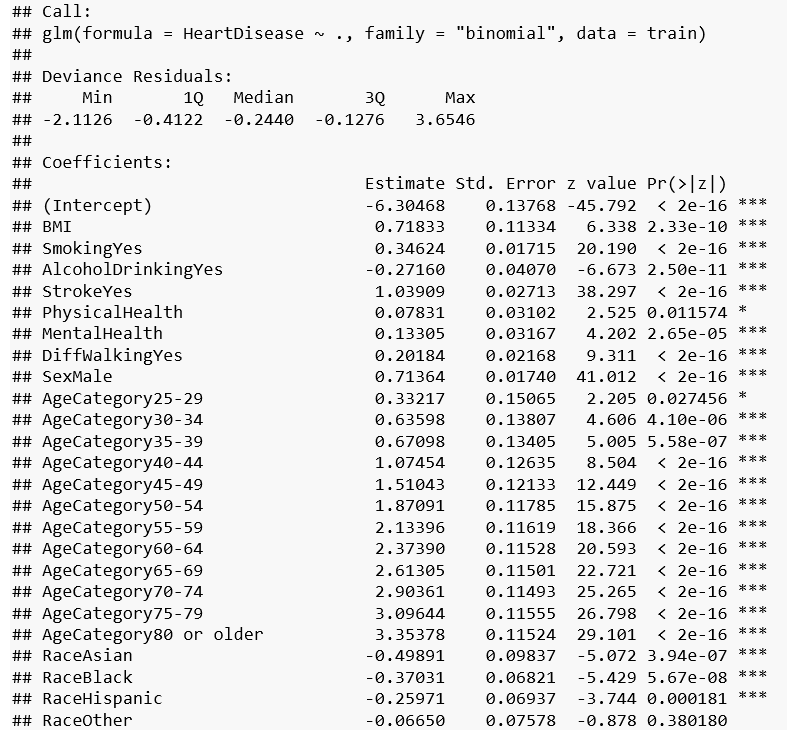 ## Call:
## glm(formula = HeartDisease ~ ., family = "binomial", data = train)
##
## Deviance Residuals:
##     Min       1Q   Median       3Q      Max
## -2.1126  -0.4122  -0.2440  -0.1276   3.6546
##
## Coefficients:
##                                Estimate Std. Error z value Pr(>|z|)
## (Intercept)                    -6.30468    0.13768 -45.792  < 2e-16 ***
## BMI                             0.71833    0.11334   6.338 2.33e-10 ***
## SmokingYes                      0.34624    0.01715  20.190  < 2e-16 ***
## AlcoholDrinkingYes             -0.27160    0.04070  -6.673 2.50e-11 ***
## StrokeYes                       1.03909    0.02713  38.297  < 2e-16 ***
## PhysicalHealth                  0.07831    0.03102   2.525 0.011574 *
## MentalHealth                    0.13305    0.03167   4.202 2.65e-05 ***
## DiffWalkingYes                  0.20184    0.02168   9.311  < 2e-16 ***
## SexMale                         0.71364    0.01740  41.012  < 2e-16 ***
## AgeCategory25-29                0.33217    0.15065   2.205 0.027456 *
## AgeCategory30-34                0.63598    0.13807   4.606 4.10e-06 ***
## AgeCategory35-39                0.67098    0.13405   5.005 5.58e-07 ***
## AgeCategory40-44                1.07454    0.12635   8.504  < 2e-16 ***
## AgeCategory45-49                1.51043    0.12133  12.449  < 2e-16 ***
## AgeCategory50-54                1.87091    0.11785  15.875  < 2e-16 ***
## AgeCategory55-59                2.13396    0.11619  18.366  < 2e-16 ***
## AgeCategory60-64                2.37390    0.11528  20.593  < 2e-16 ***
## AgeCategory65-69                2.61305    0.11501  22.721  < 2e-16 ***
## AgeCategory70-74                2.90361    0.11493  25.265  < 2e-16 ***
## AgeCategory75-79                3.09644    0.11555  26.798  < 2e-16 ***
## AgeCategory80 or older          3.35378    0.11524  29.101  < 2e-16 ***
## RaceAsian                      -0.49891    0.09837  -5.072 3.94e-07 ***
## RaceBlack                      -0.37031    0.06821  -5.429 5.67e-08 ***
## RaceHispanic                   -0.25971    0.06937  -3.744 0.000181 ***
## RaceOther                      -0.06650    0.07578  -0.878 0.380180